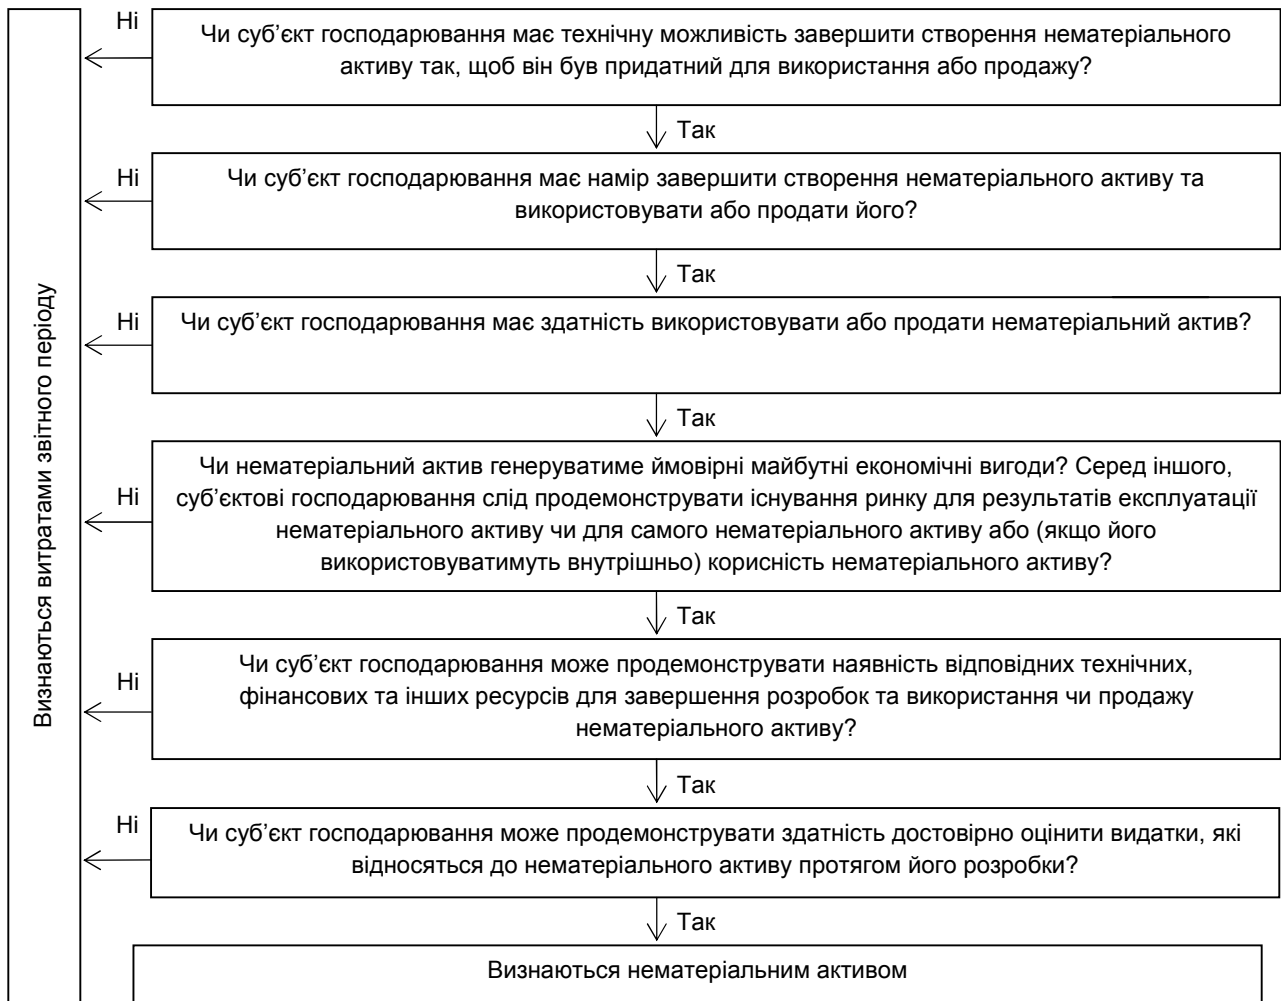 Визнаються витратами звітного періоду
Ні
Чи суб’єкт господарювання має технічну можливість завершити створення нематеріального
активу так, щоб він був придатний для використання або продажу?
Так
Ні
Чи суб’єкт господарювання має намір завершити створення нематеріального активу та
використовувати або продати його?
Так
Ні
Чи суб’єкт господарювання має здатність використовувати або продати нематеріальний актив?
Так
Ні
Чи нематеріальний актив генеруватиме ймовірні майбутні економічні вигоди? Серед іншого,
суб’єктові господарювання слід продемонструвати існування ринку для результатів експлуатації
нематеріального активу чи для самого нематеріального активу або (якщо його
використовуватимуть внутрішньо) корисність нематеріального активу?
Так
Ні
Чи суб’єкт господарювання може продемонструвати наявність відповідних технічних,
фінансових та інших ресурсів для завершення розробок та використання чи продажу
нематеріального активу?
Так
Ні
Чи суб’єкт господарювання може продемонструвати здатність достовірно оцінити видатки, які
відносяться до нематеріального активу протягом його розробки?
Так
Визнаються нематеріальним активом